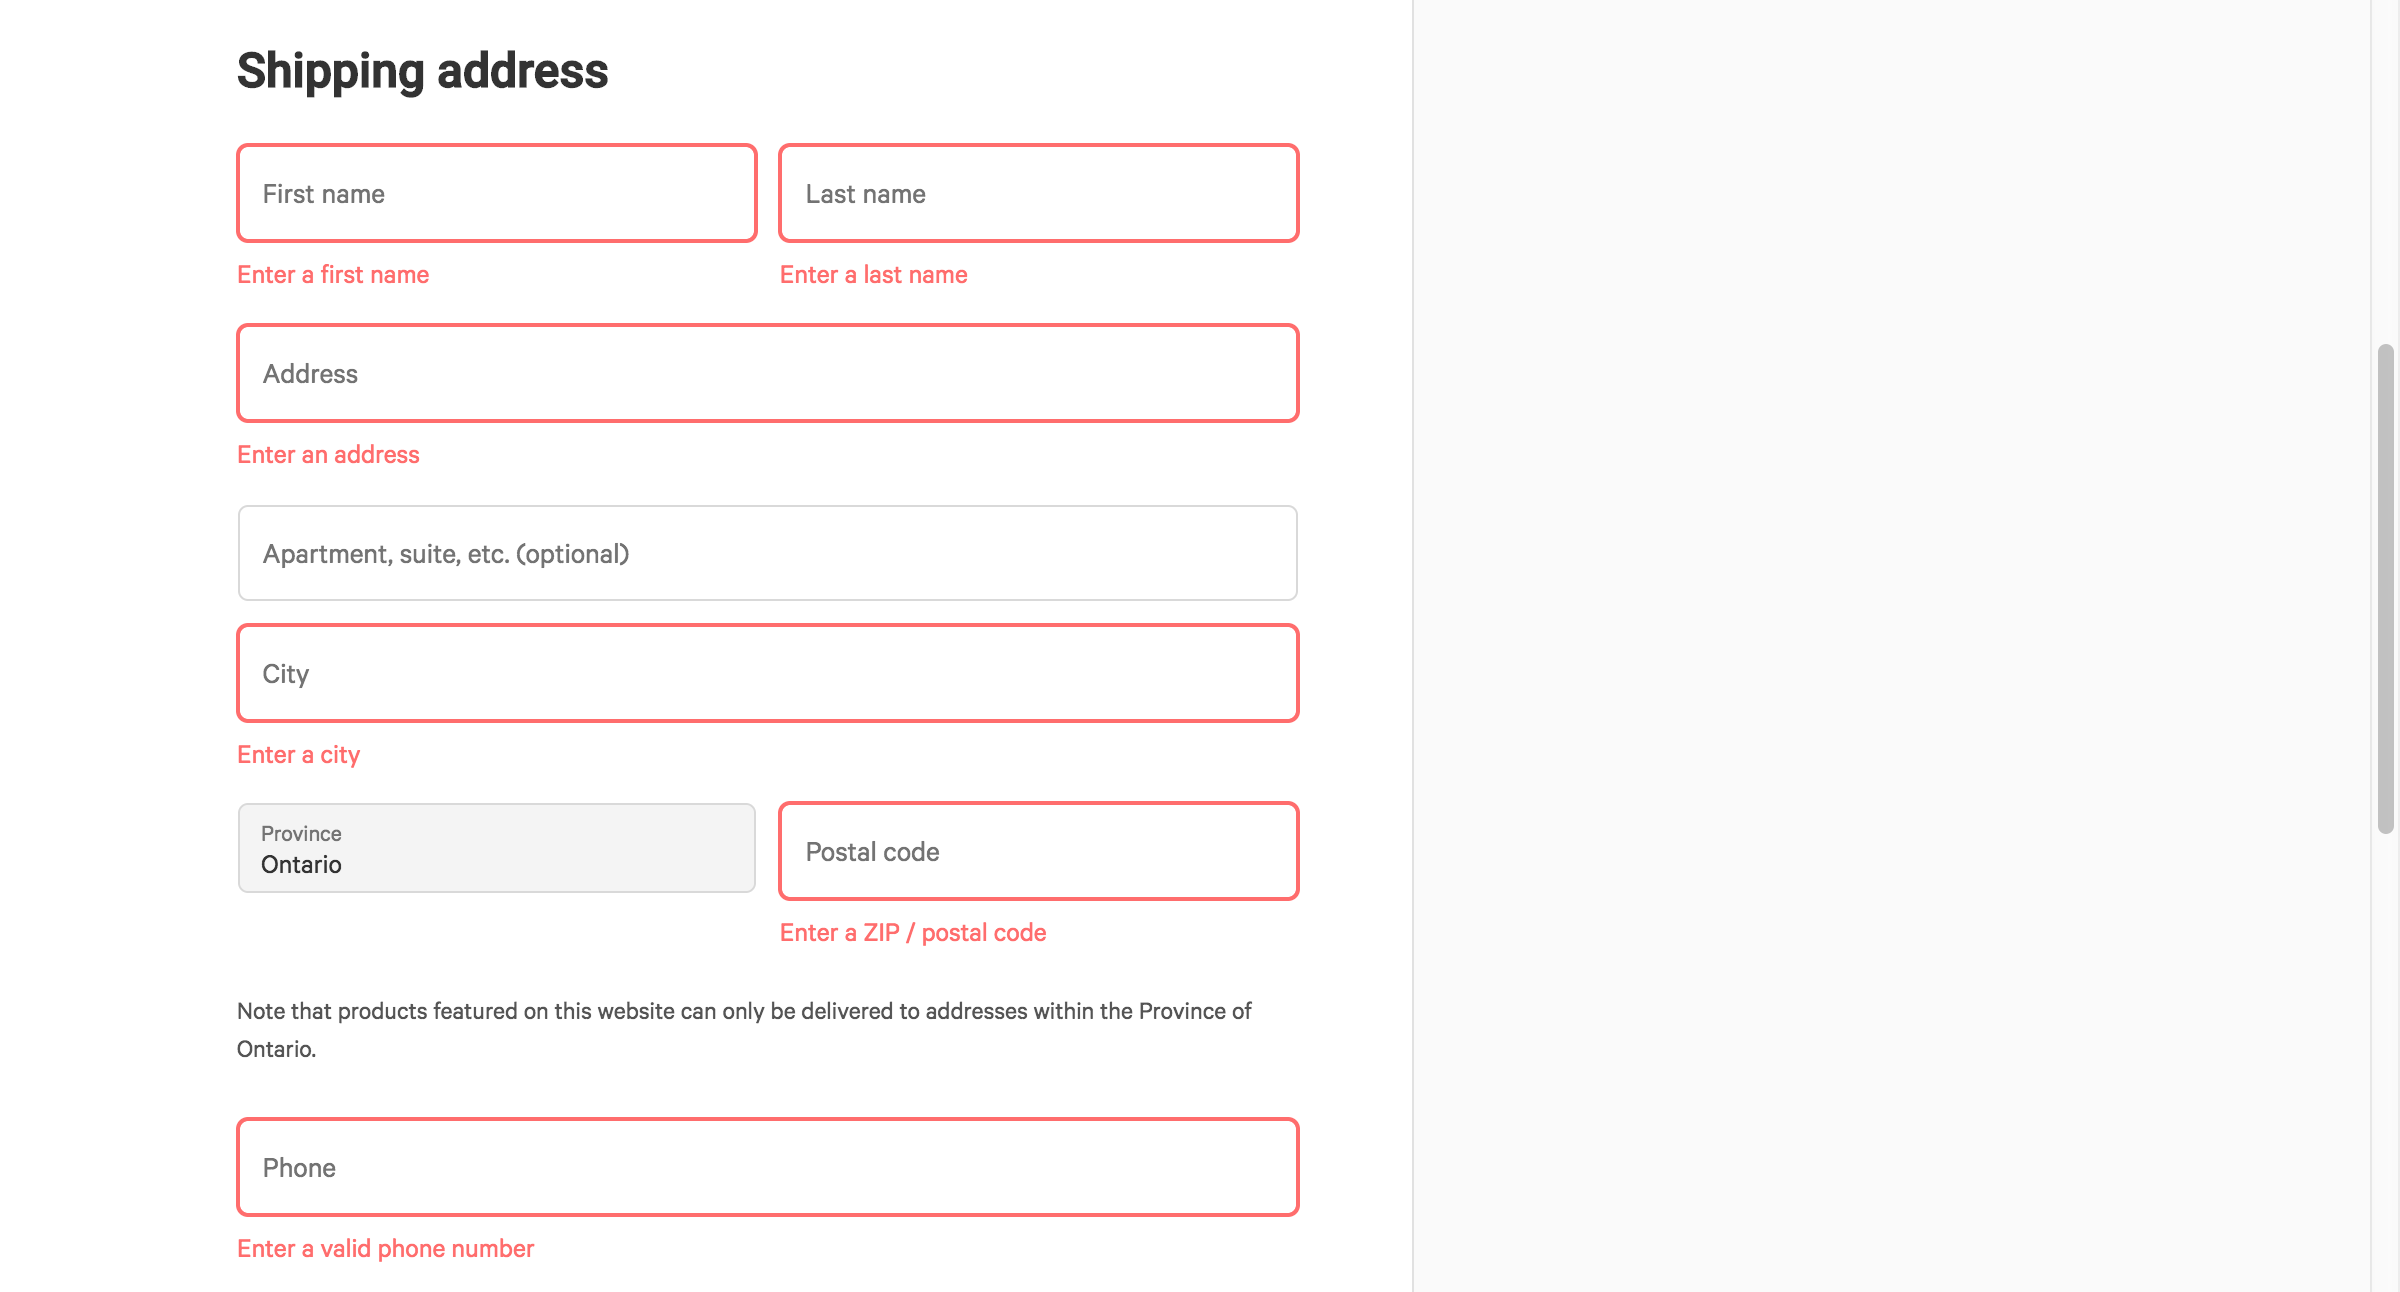 Shipping address
First name
Last name
Enter a first name
Enter a last name
Address
Enter an address
Apartment, suite, etc. (optional)
City
Enter a city
Province
Ontario
Postal code
Enter a ZIP / postal code
Note that products featured on this website can only be delivered to addresses within the Province of
Ontario.
Phone
Enter a valid phone number